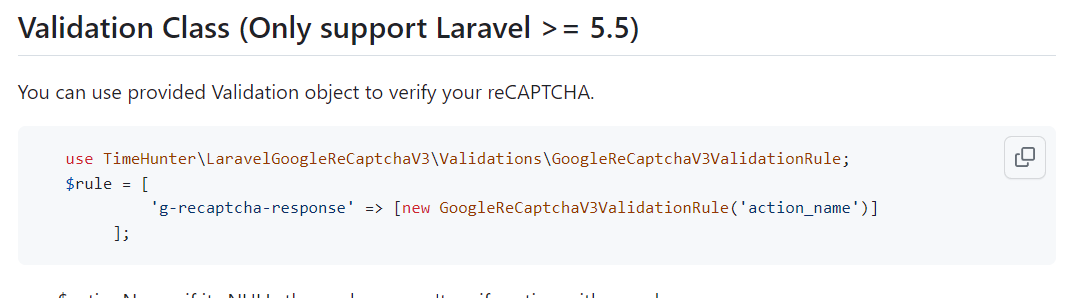 Validation Class (Only support Laravel >= 5.5)
You can use provided Validation object to verify your reCAPTCHA.
use TimeHunter\LaravelGoogleReCaptchaV3\Validations\GoogleReCaptchaV3ValidationRule;
$rule = [
'g-recaptcha-response' => [new GoogleReCaptchaV3ValidationRule('action_name')]
];